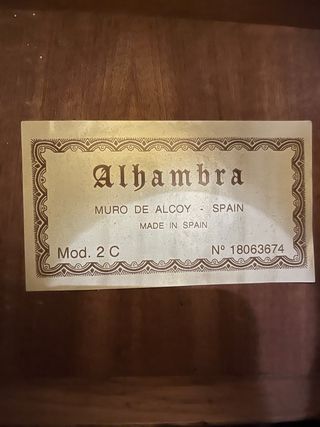 Alhambra
MURO DE ALCOY - SPAIN
MADE IN SPAIN
Mod. 2 C Nº 18063674